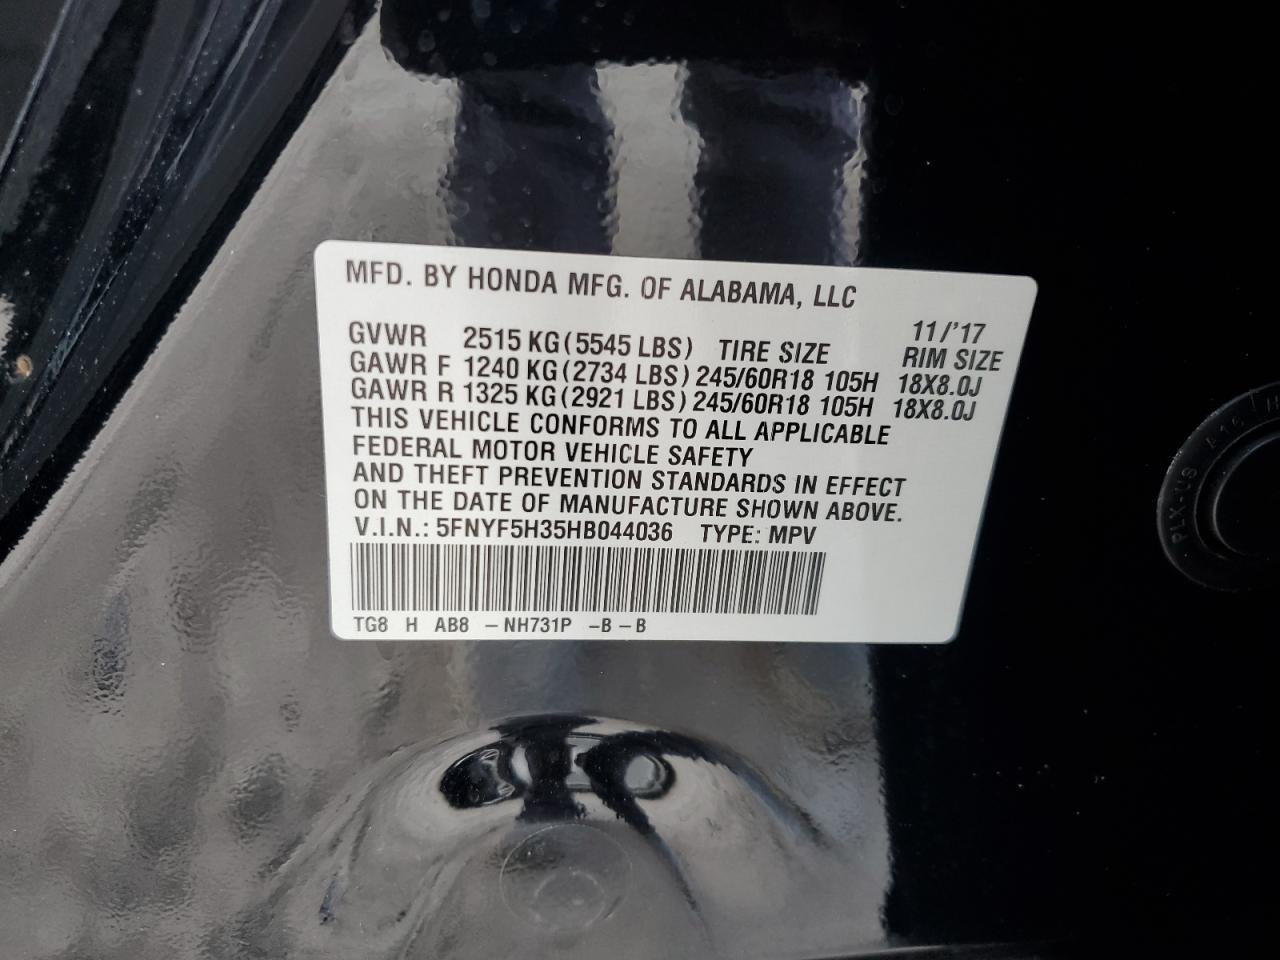 MFD. BY HONDA MFG. OF ALABAMA, LLC
11/'17
GVWR 2515 KG (5545 LBS) TIRE SIZE RIM SIZE
GAWR F 1240 KG (2734 LBS) 245/60R18 105H 18X8.0J
GAWR R 1325 KG (2921 LBS) 245/60R18 105H 18X8.0J
THIS VEHICLE CONFORMS TO ALL APPLICABLE
FEDERAL MOTOR VEHICLE SAFETY
AND THEFT PREVENTION STANDARDS IN EFFECT
ON THE DATE OF MANUFACTURE SHOWN ABOVE.
V.I.N.: 5FNYF5H35HB044036 TYPE: MPV
TG8 H AB8 – NH731P –B – B
PLX-US